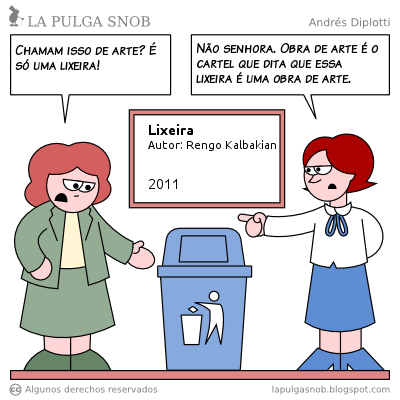 LA PULGA SNOB
Andrés Diplotti
CHAMAM ISSO DE ARTE? É
SÓ UMA LIXEIRA!
NÃO SENHORA. OBRA DE ARTE É O
CARTEL QUE DITA QUE ESSA
LIXEIRA É UMA OBRA DE ARTE.
Lixeira
Autor: Rengo Kalbakian
2011
cc Algunos derechos reservados
lapulgasnob.blogspot.com